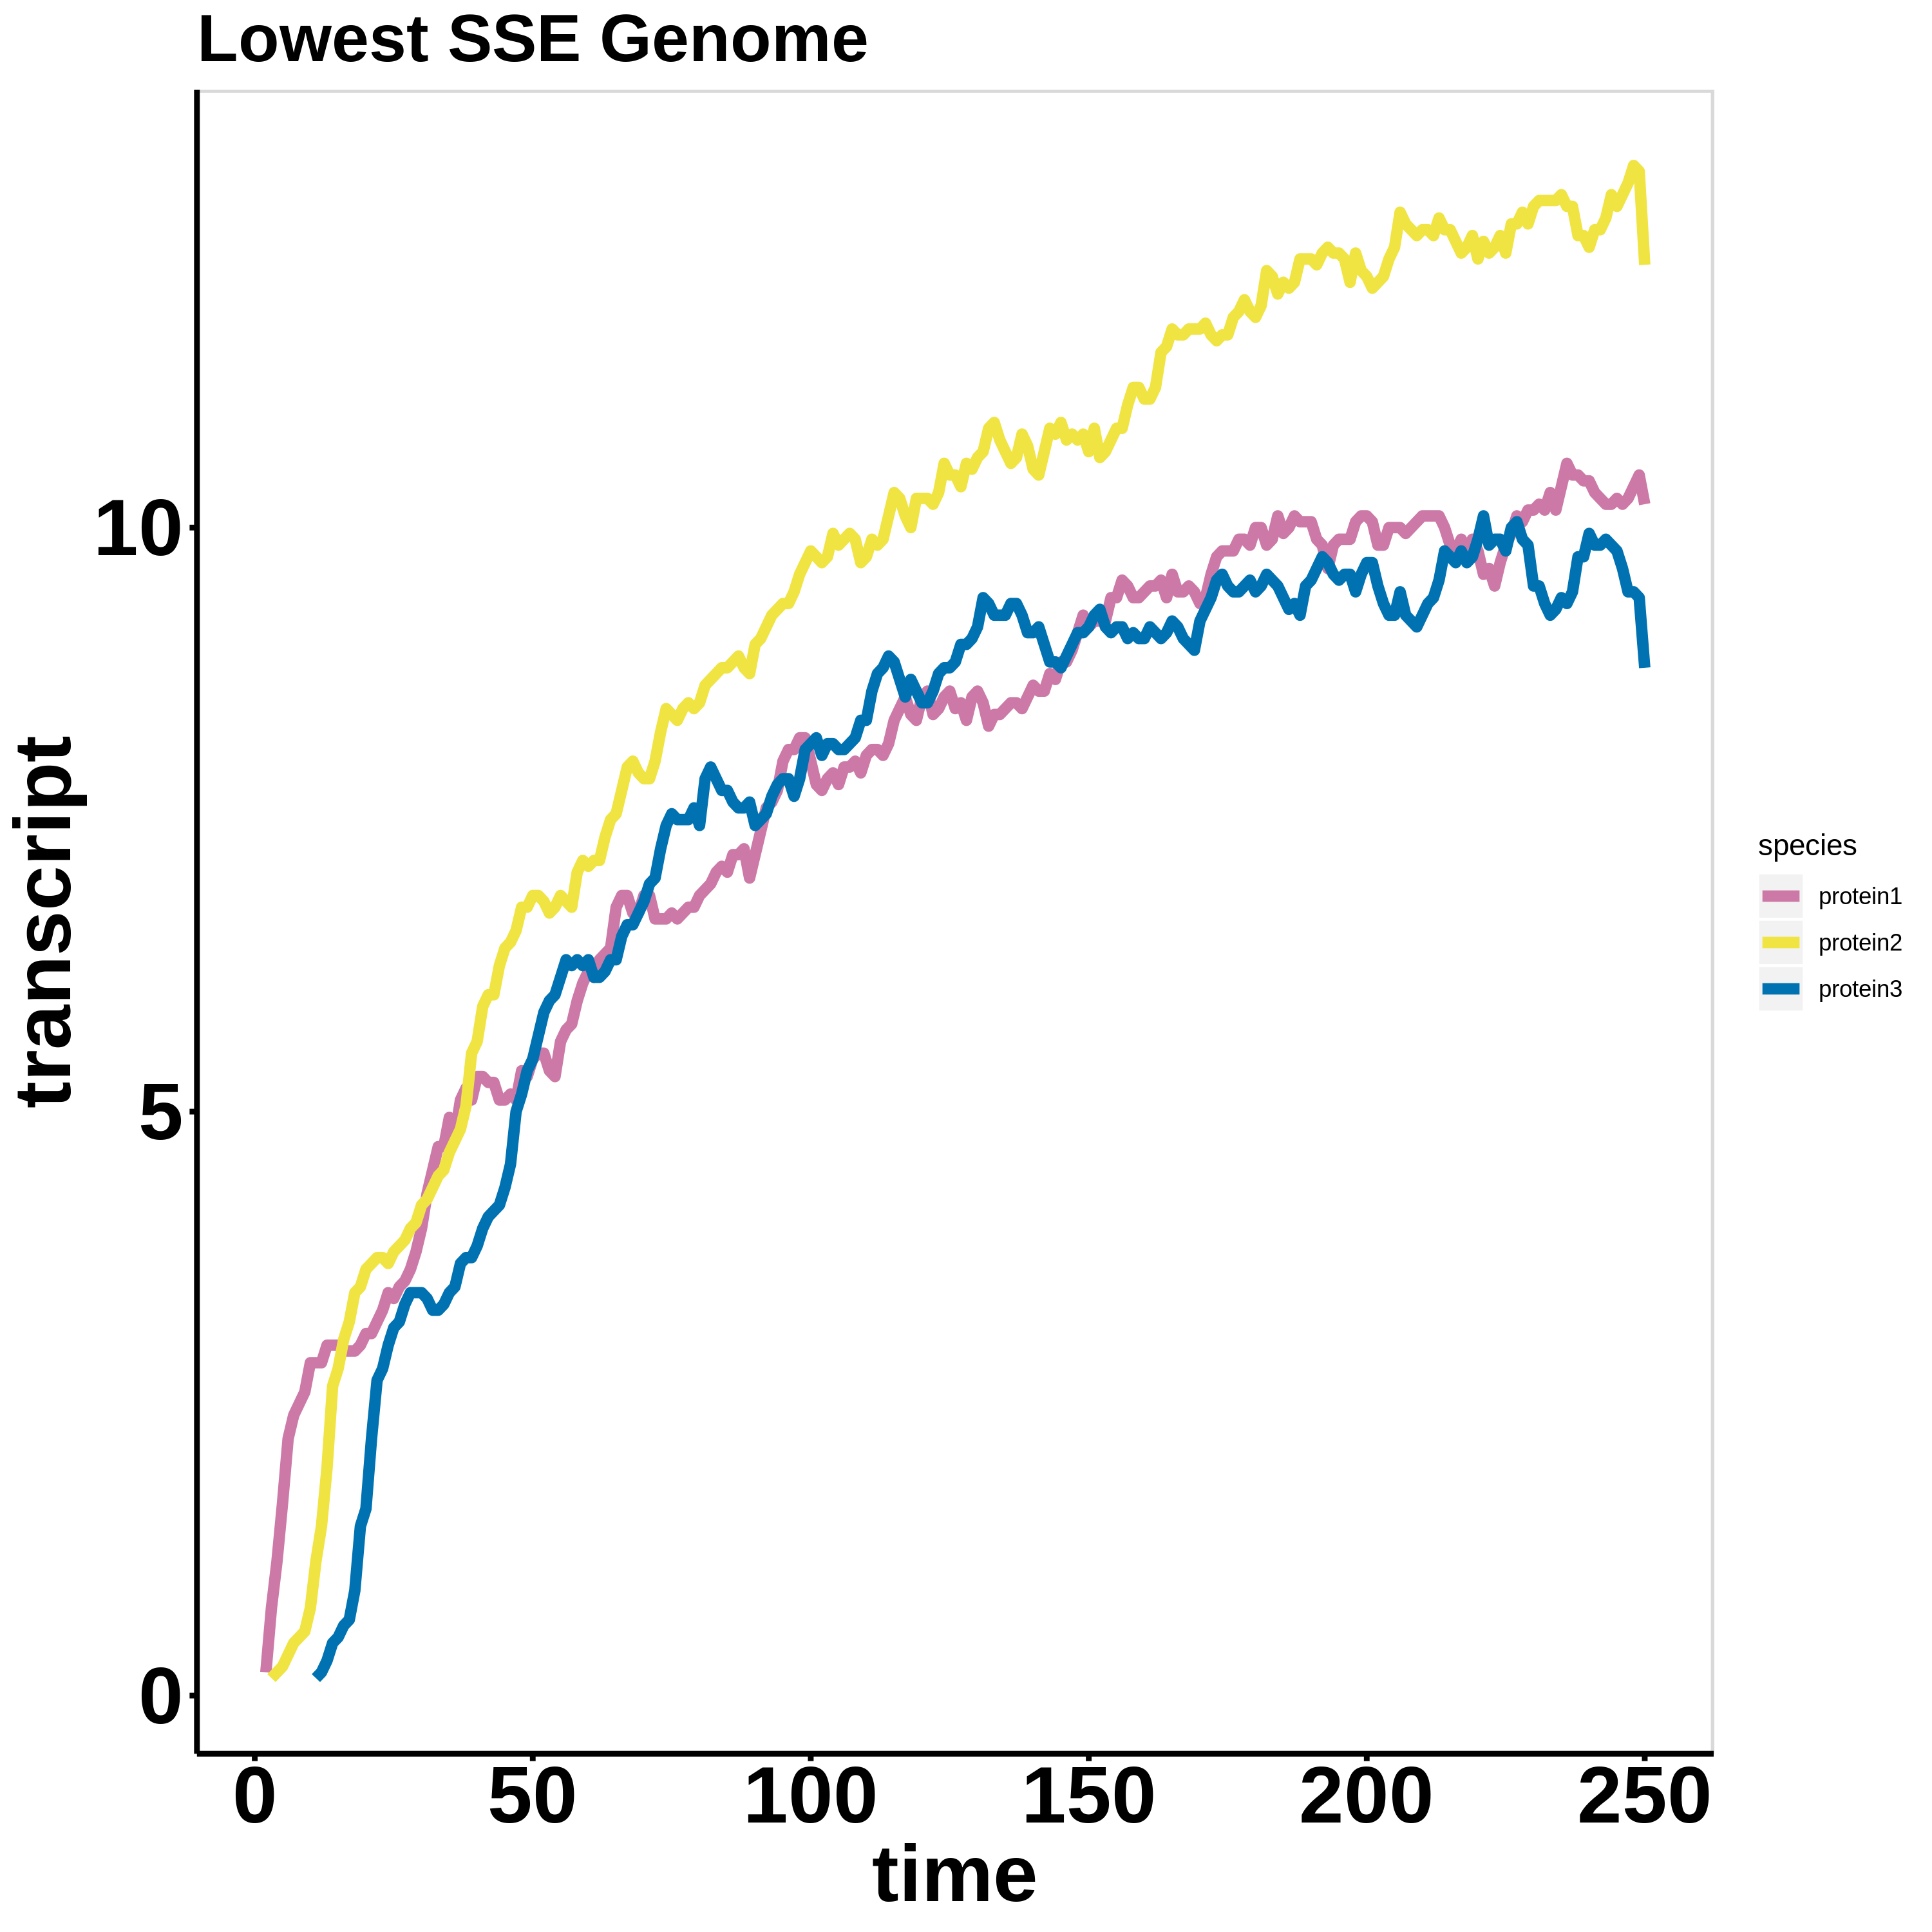 Lowest SSE Genome
transcript
10
5
0
0 50 100 150 200 250
time
species
protein1
protein2
protein3